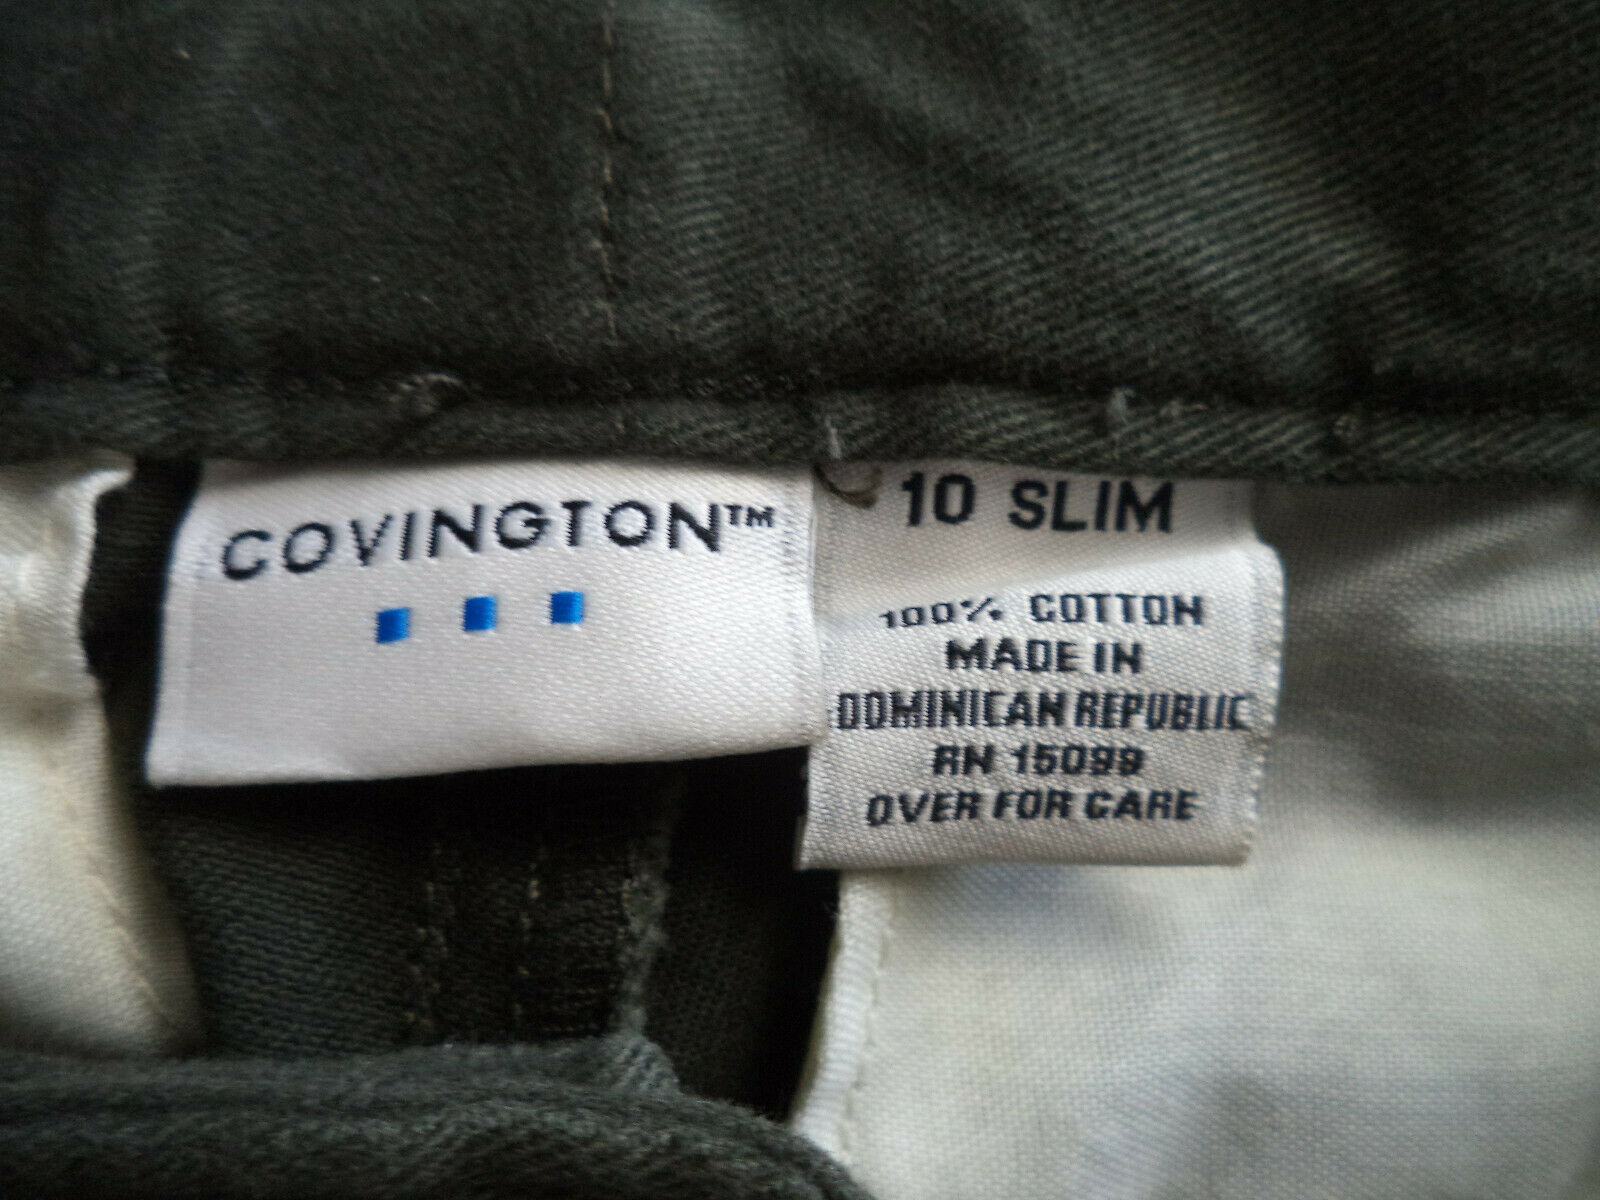 COVINGTON™
10 SLIM
100% COTTON
MADE IN
DOMINICAN REPUBLIC
RN 15099
OVER FOR CARE